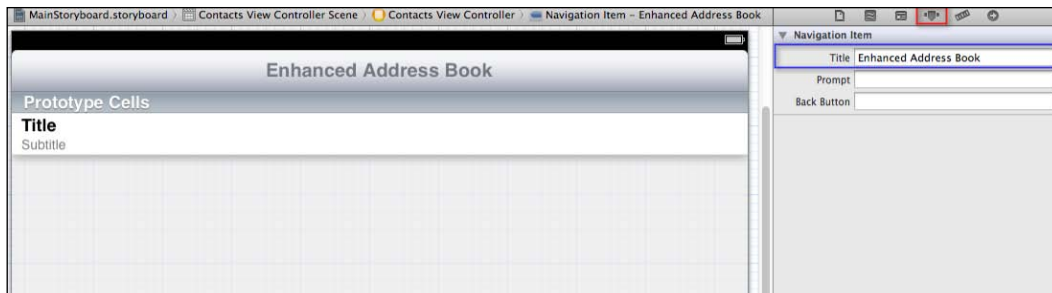 MainStoryboard.storyboard Contacts View Controller Scene Contacts View Controller Navigation Item – Enhanced Address Book
Enhanced Address Book
Prototype Cells
Title
Subtitle
Navigation Item
Title Enhanced Address Book
Prompt
Back Button